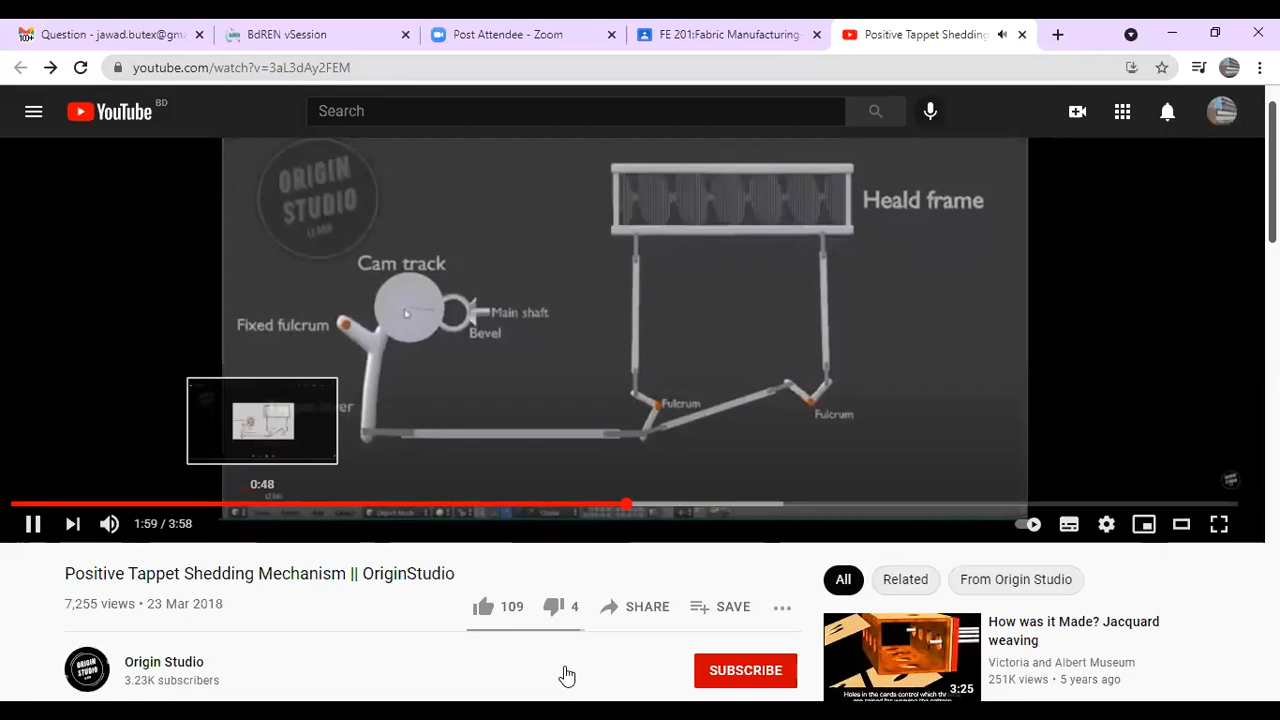 Question - jawad.butex@gm
BdREN vSession
Post Attendee - Zoom
FE 201:Fabric Manufacturing-
Positive Tappet Shedding
youtube.com/watch?v=3aL3dAy2FEM
YouTube BD
Search
ORIGIN
STUDIO
LEARN
Heald frame
Cam track
Main shaft
Fixed fulcrum
Bevel
Fulcrum
Fulcrum
0:48
1:59 / 3:58
Positive Tappet Shedding Mechanism || OriginStudio
7,255 views • 23 Mar 2018
109
4
SHARE
SAVE
All
Related
From Origin Studio
How was it Made? Jacquard
weaving
Victoria and Albert Museum
251K views • 5 years ago
3:25
Origin Studio
3.23K subscribers
SUBSCRIBE